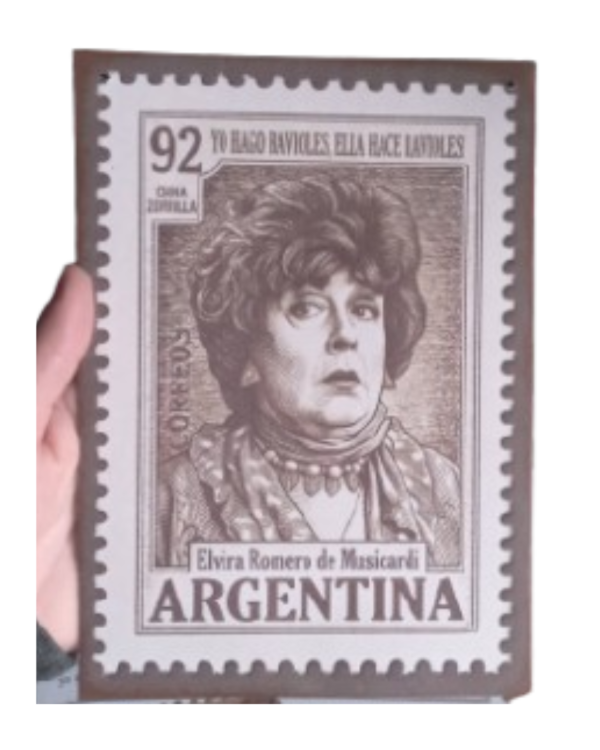 92 YO HAGO RAVIOLES, ELLA HACE RAVIOLES
CHINA
ZORRILLA
CORREOS
Elvira Romero de Musicardi
ARGENTINA